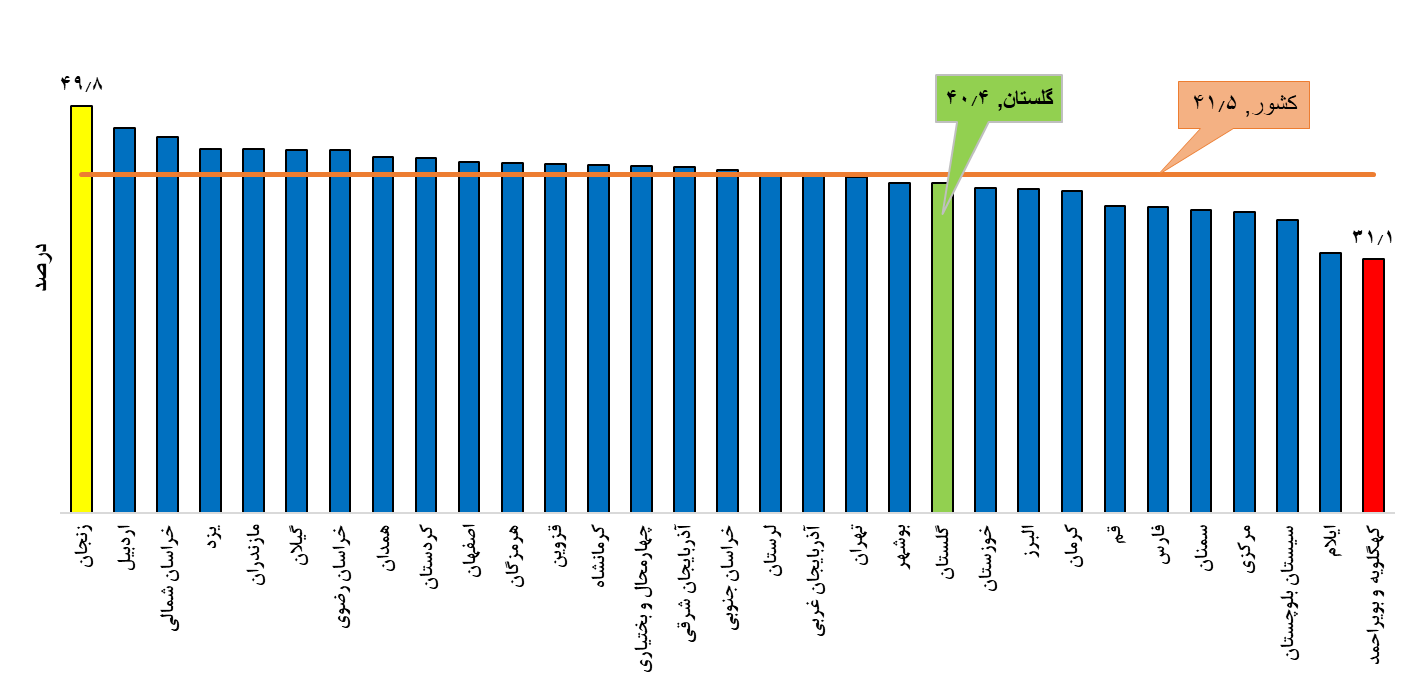 ۴۹/۸
گلستان, ۴۰/۴
کشور, ۴۱/۵
۳۱/۱
درصد
زنجان
اردبیل
خراسان شمالی
یزد
مازندران
گیلان
خراسان رضوی
همدان
کردستان
اصفهان
هرمزگان
قزوین
کرمانشاه
چهارمحال و بختیاری
آذربایجان شرقی
خراسان جنوبی
لرستان
آذربایجان غربی
تهران
بوشهر
گلستان
خوزستان
البرز
کرمان
قم
فارس
سمنان
مرکزی
سیستان بلوچستان
ایلام
کهگلویه و بویراحمد